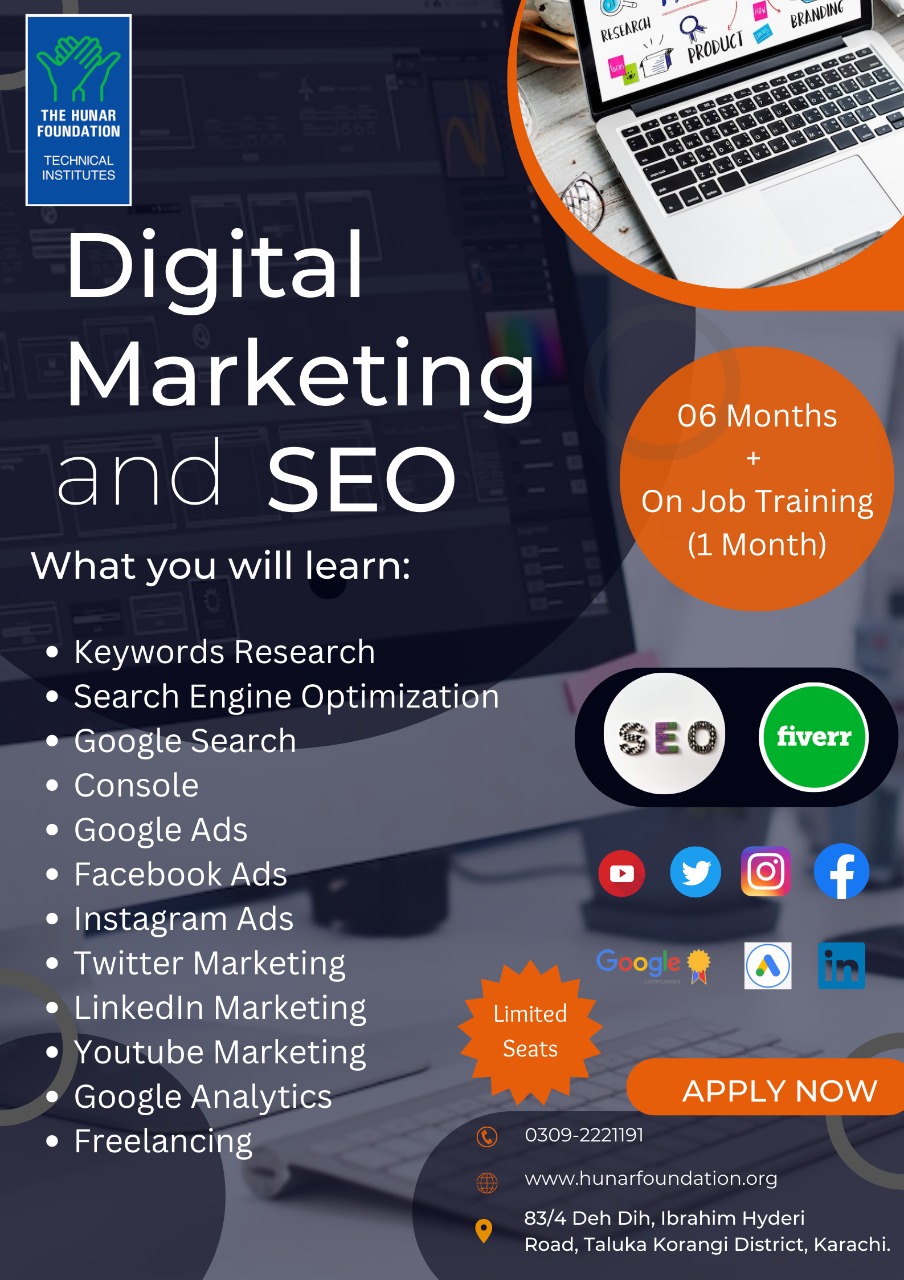 THE HUNAR
FOUNDATION
TECHNICAL
INSTITUTES
RESEARCH
PRODUCT
BRANDING
Digital
Marketing
and SEO
06 Months
+
On Job Training
(1 Month)
What you will learn:
Keywords Research
Search Engine Optimization
Google Search
Console
Google Ads
Facebook Ads
Instagram Ads
Twitter Marketing
LinkedIn Marketing
Youtube Marketing
Google Analytics
Freelancing
SEO
fiverr
Google
in
Limited
Seats
APPLY NOW
0309-2221191
www.hunarfoundation.org
83/4 Deh Dih, Ibrahim Hyderi
Road, Taluka Korangi District, Karachi.